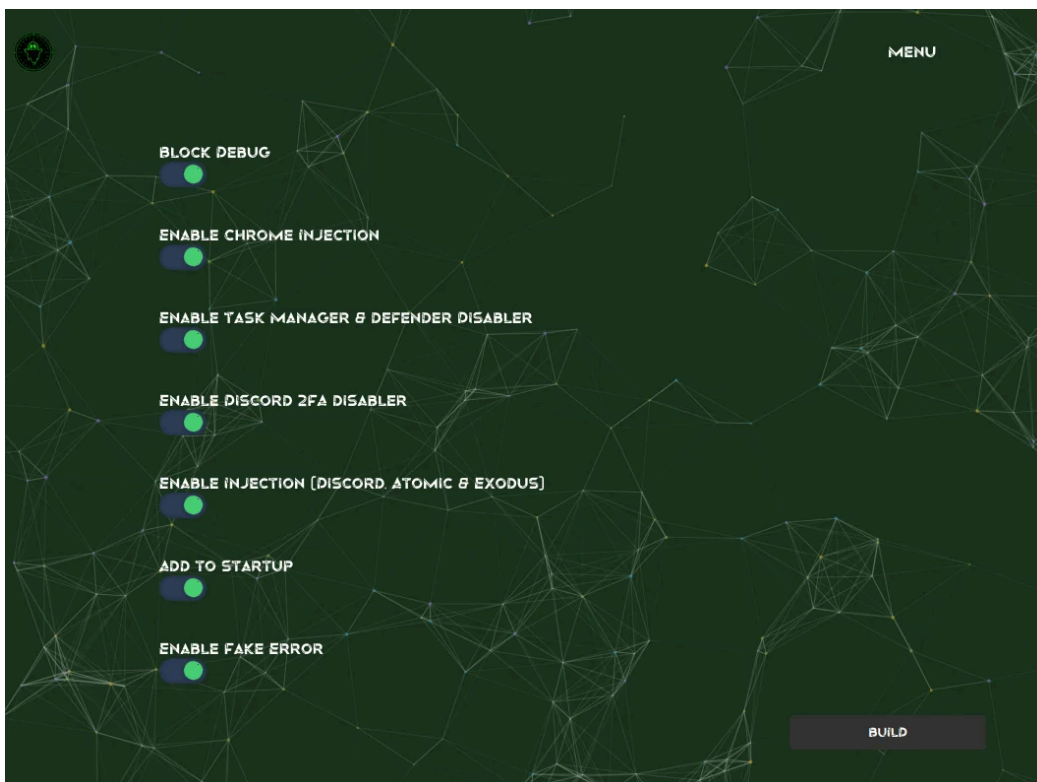 MENU
BLOCK DEBUG
ENABLE CHROME INJECTION
ENABLE TASK MANAGER & DEFENDER DISABLER
ENABLE DISCORD 2FA DISABLER
ENABLE INJECTION (DISCORD, ATOMIC & EXODUS)
ADD TO STARTUP
ENABLE FAKE ERROR
BUILD